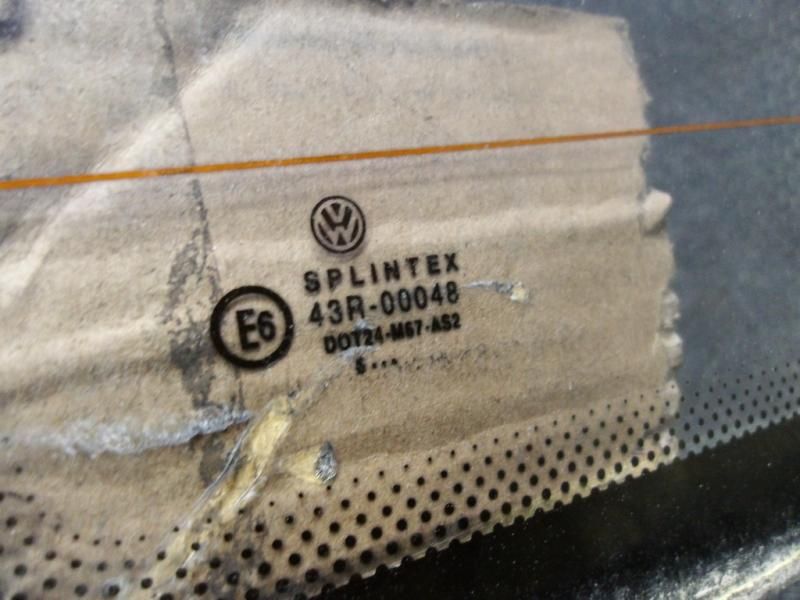 SPLINTEX
E6
43R-00048
DOT24-M67-AS2